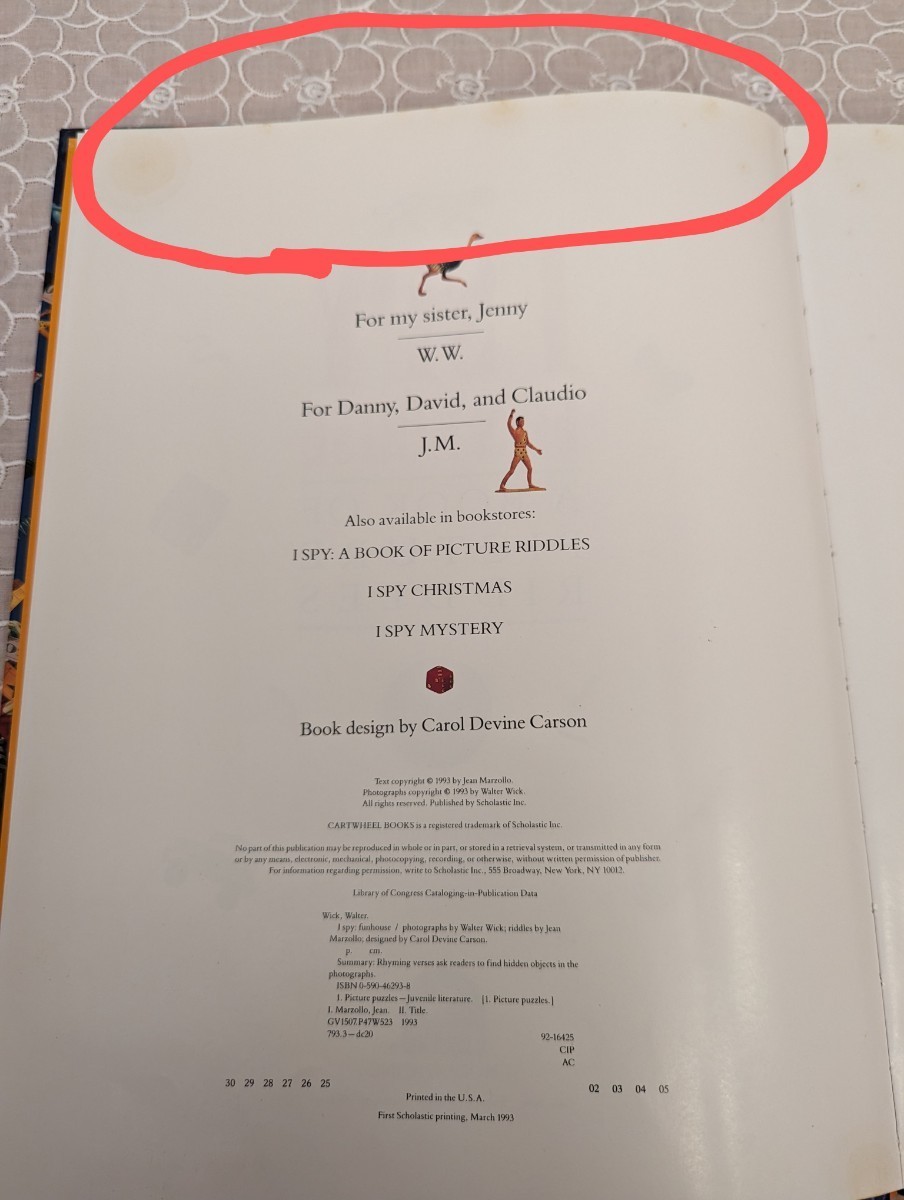 For my sister, Jenny
W.W.
For Danny, David, and Claudio
J.M.
Also available in bookstores:
I SPY: A BOOK OF PICTURE RIDDLES
I SPY CHRISTMAS
I SPY MYSTERY
Book design by Carol Devine Carson
Text copyright © 1993 by Jean Marzollo.
Photographs copyright © 1993 by Walter Wick.
All rights reserved. Published by Scholastic Inc.
CARTWHEEL BOOKS is a registered trademark of Scholastic Inc.
No part of this publication may be reproduced in whole or in part, or stored in a retrieval system, or transmitted in any form
or by any means, electronic, mechanical, photocopying, recording, or otherwise, without written permission of publisher.
For information regarding permission, write to Scholastic Inc., 555 Broadway, New York, NY 10012.
Library of Congress Cataloging-in-Publication Data
Wick, Walter.
I spy: funhouse / photographs by Walter Wick; riddles by Jean
Marzollo; designed by Carol Devine Carson.
p. cm.
Summary: Rhyming verses ask readers to find hidden objects in the
photographs.
ISBN 0-590-46293-8
1. Picture puzzles—Juvenile literature. [1. Picture puzzles.]
I. Marzollo, Jean. II. Title.
GV1507.P47W523 1993
793.3—dc20 92-16425
CIP
AC
30 29 28 27 26 25 02 03 04 05
Printed in the U.S.A.
First Scholastic printing, March 1993